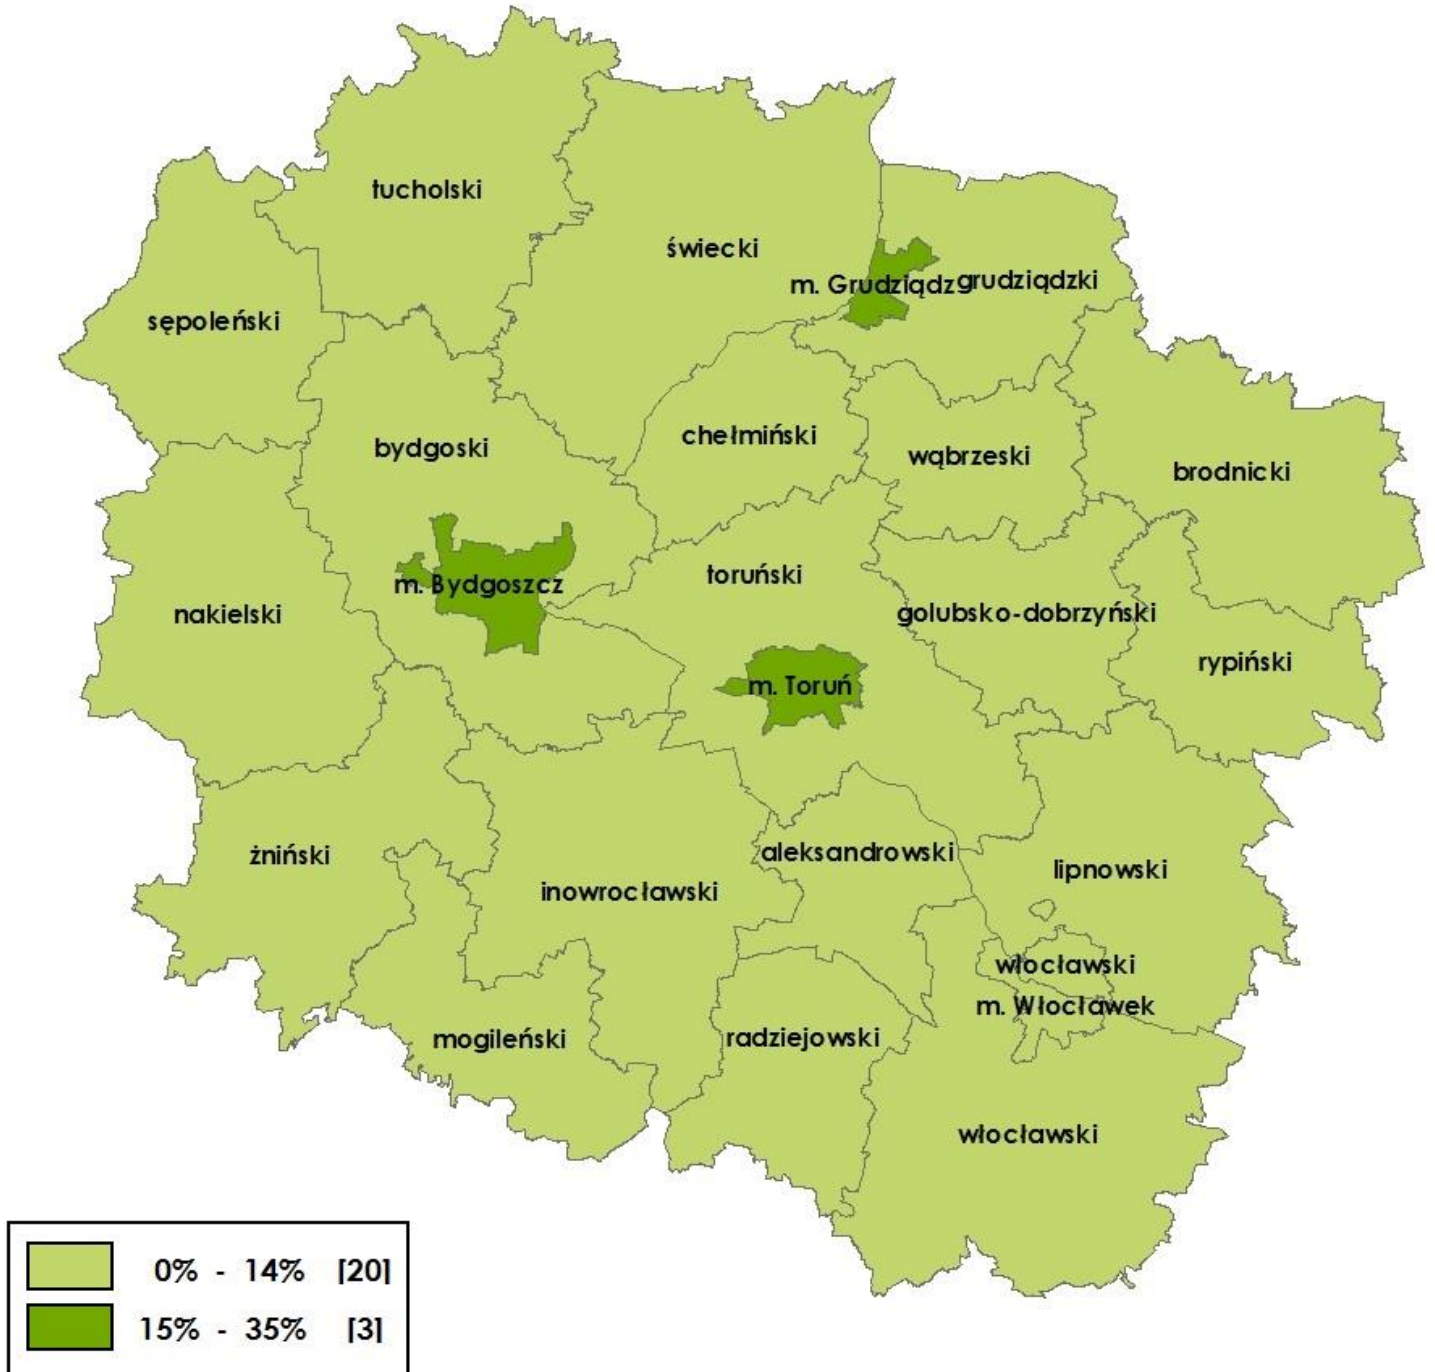 tucholski
świecki
m. Grudziądz
grudziądzki
sępoleński
chełmiński
bydgoski
wąbrzeski
brodnicki
toruński
m. Bydgoszcz
nakielski
golubsko-dobrzyński
rypiński
m. Toruń
żniński
aleksandrowski
lipnowski
inowrocławski
włocławski
m. Włocławek
mogileński
radziejowski
włocławski
0% - 14% [20]
15% - 35% [3]